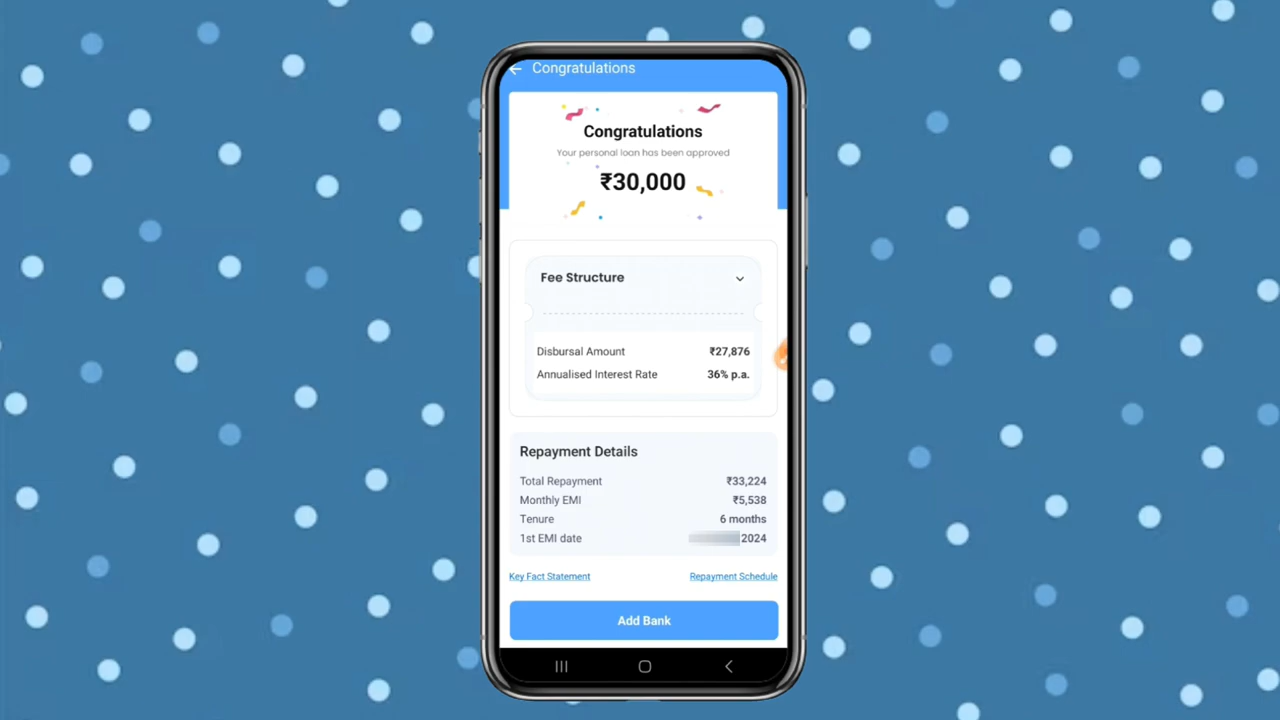 Congratulations
Congratulations
Your personal loan has been approved
₹30,000
Fee Structure
Disbursal Amount ₹27,876
Annualised Interest Rate 36% p.a.
Repayment Details
Total Repayment ₹33,224
Monthly EMI ₹5,538
Tenure 6 months
1st EMI date 2024
Key Fact Statement Repayment Schedule
Add Bank